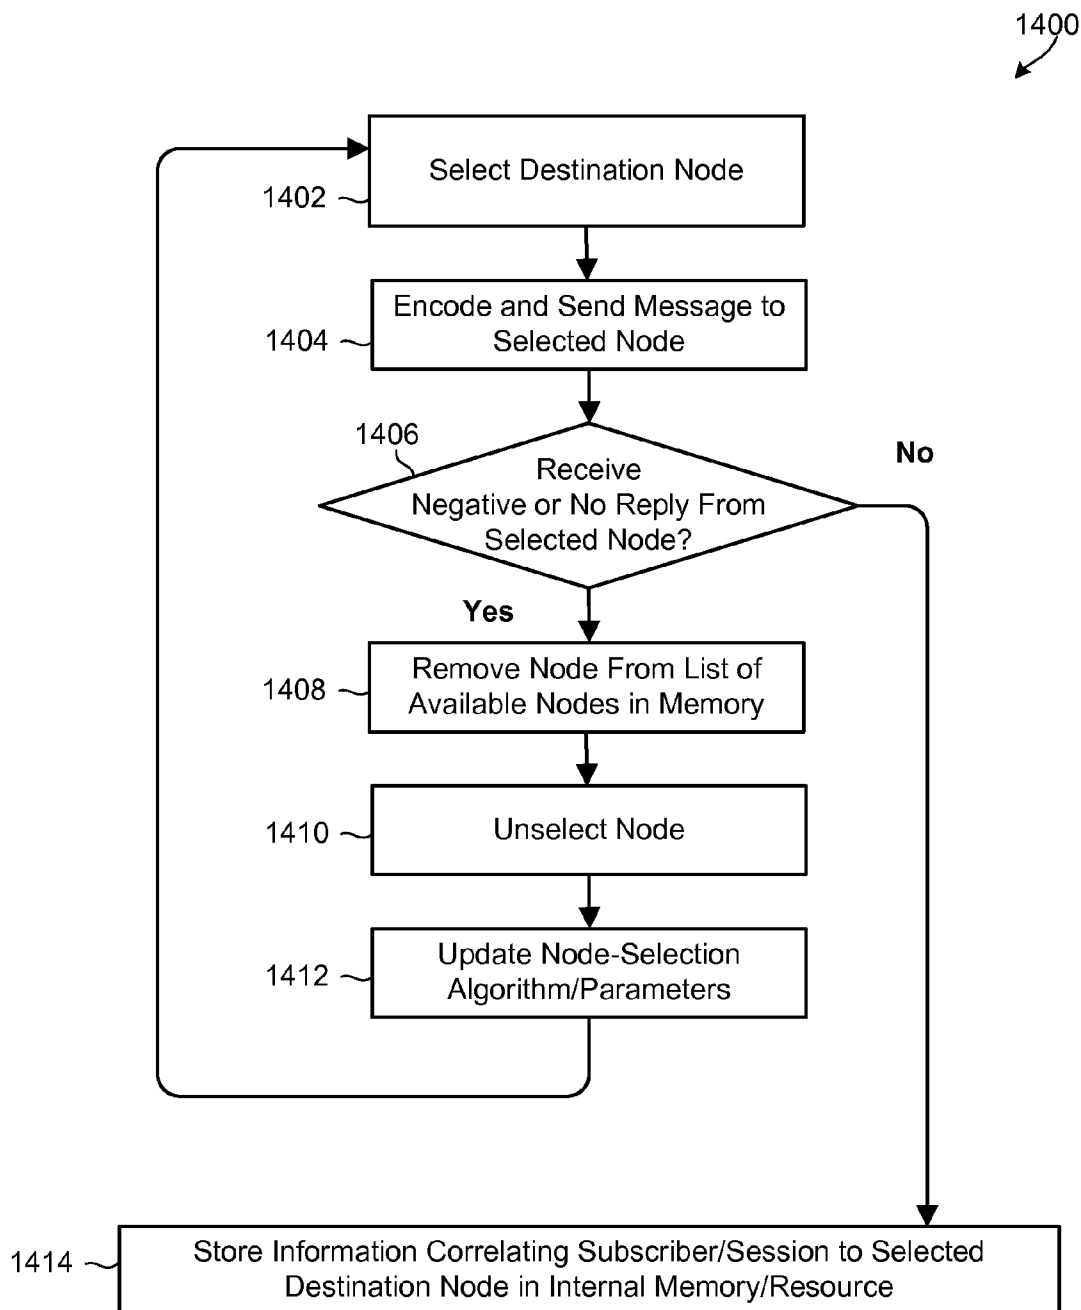 1400
Select Destination Node
1402
Encode and Send Message to
Selected Node
1404
1406
No
Receive
Negative or No Reply From
Selected Node?
Yes
Remove Node From List of
Available Nodes in Memory
1408
Unselect Node
1410
Update Node-Selection
Algorithm/Parameters
1412
Store Information Correlating Subscriber/Session to Selected
Destination Node in Internal Memory/Resource
1414